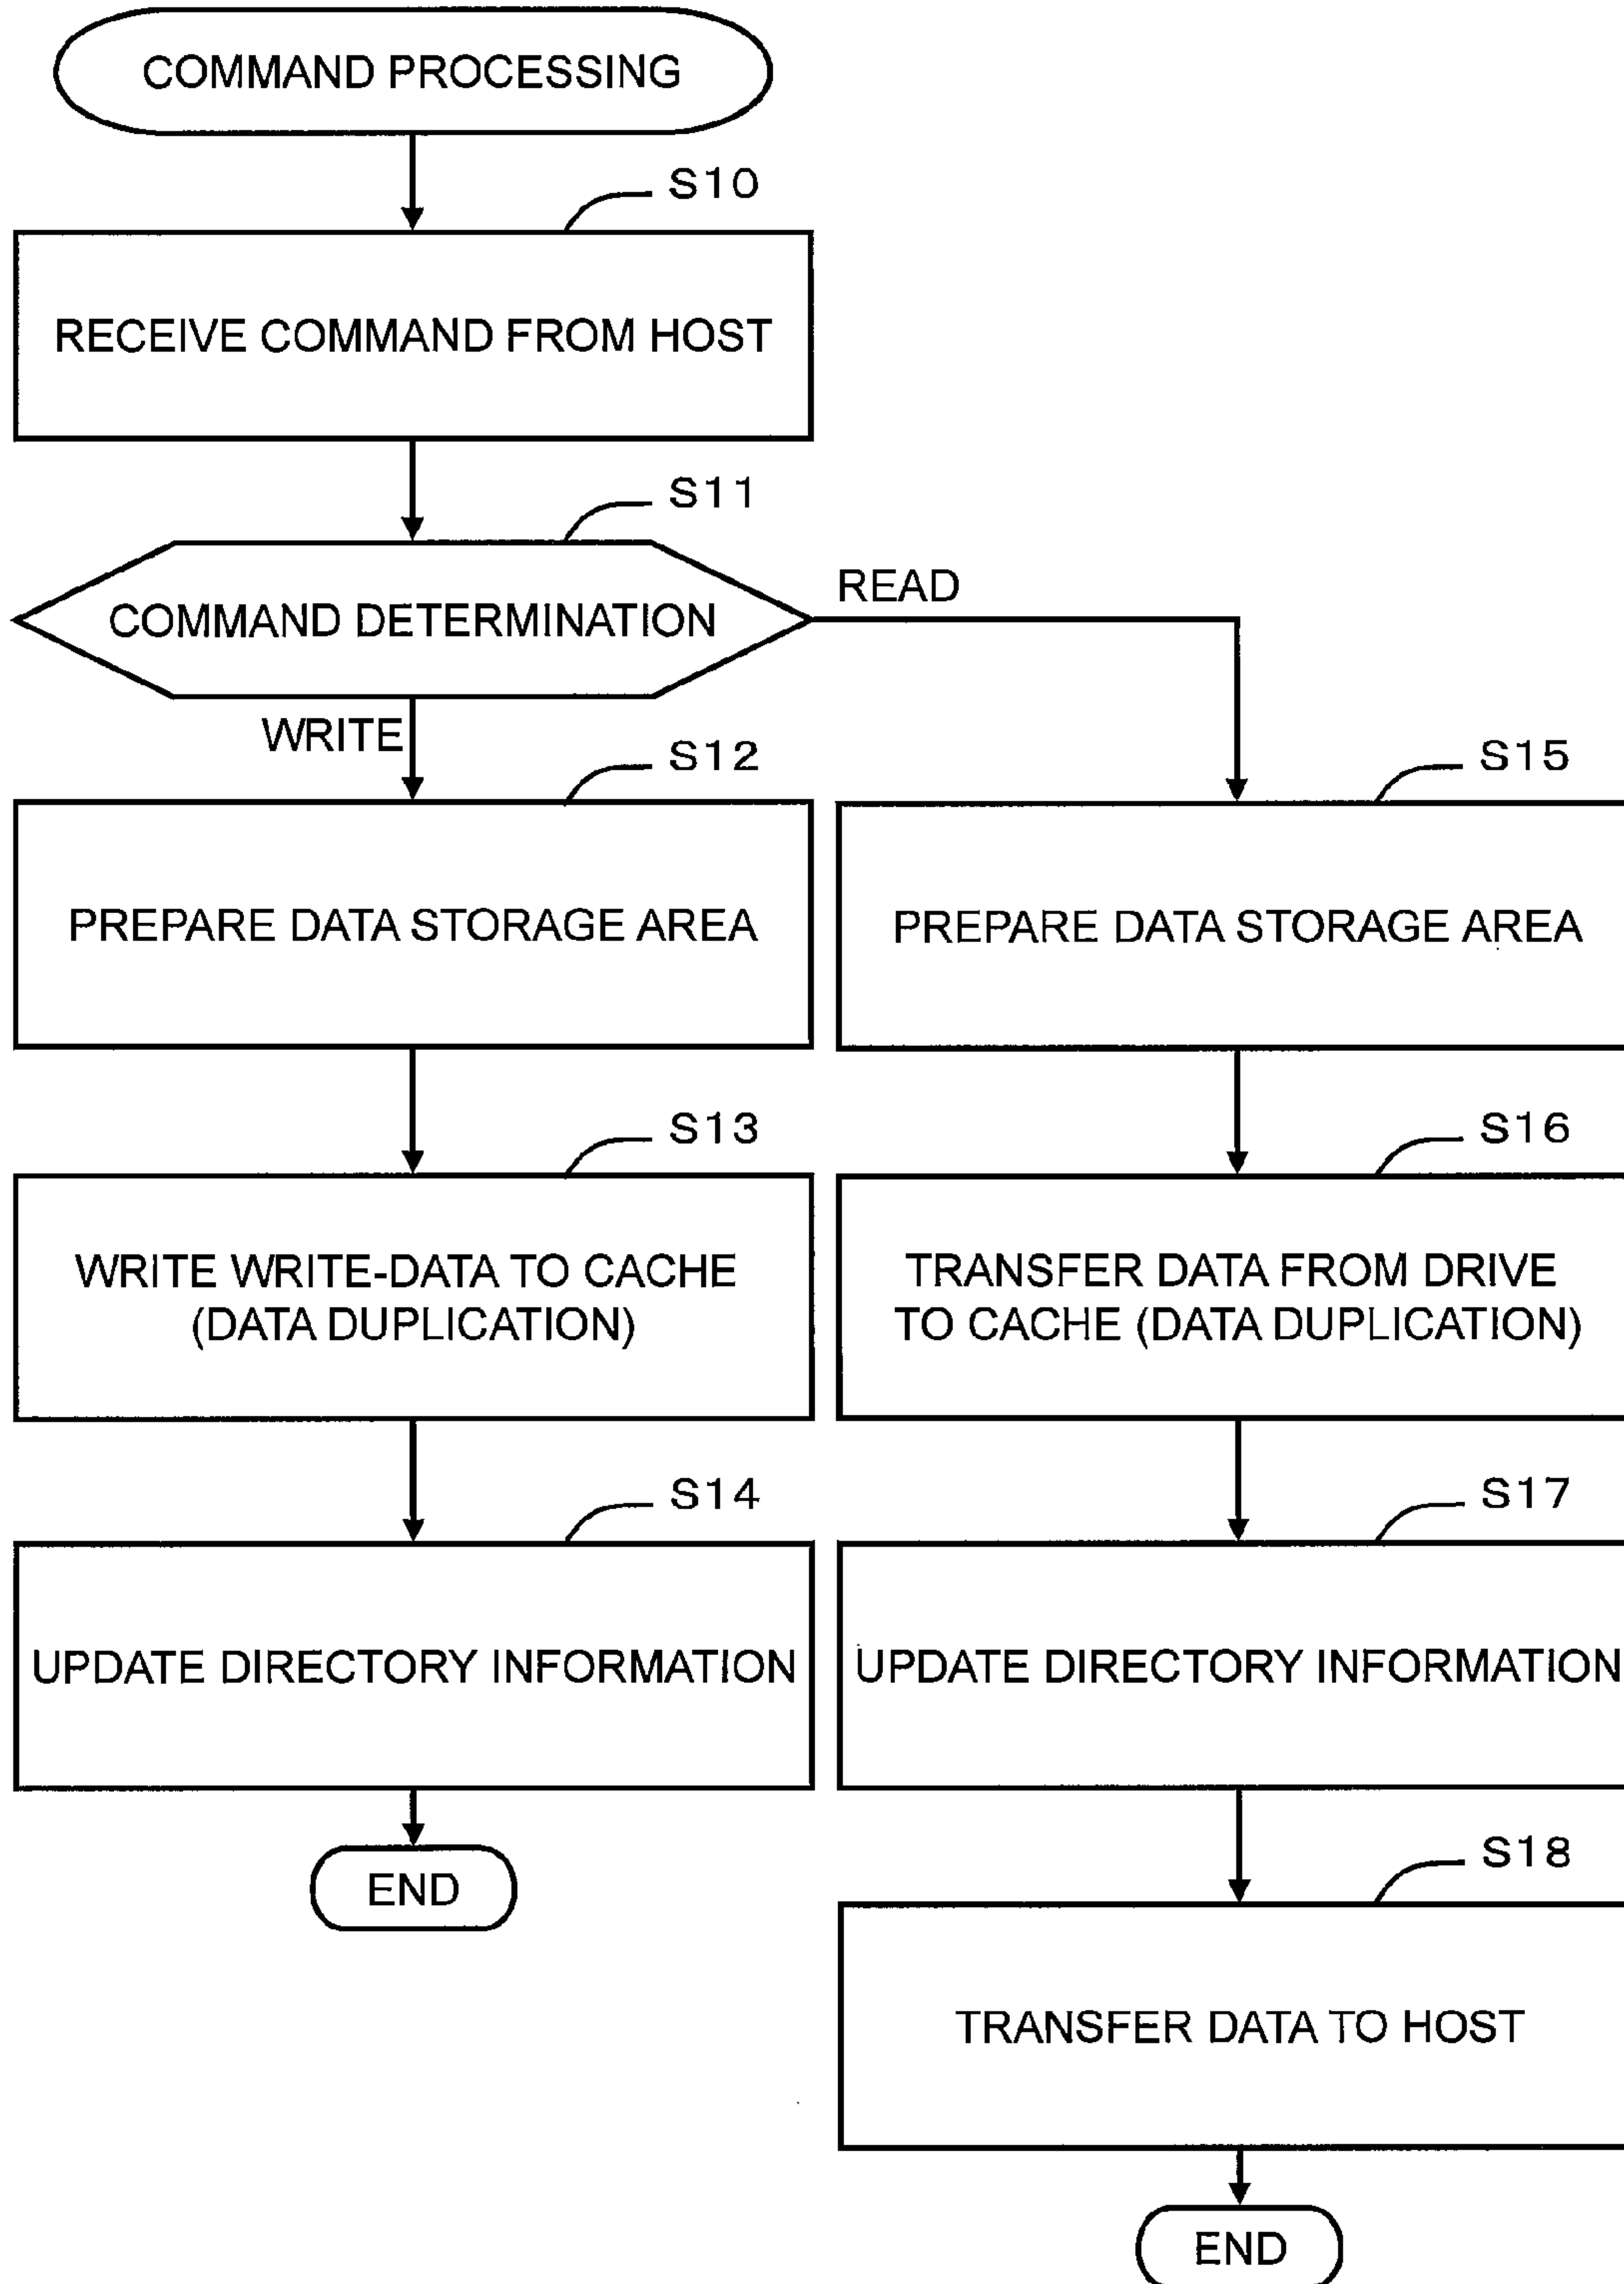 COMMAND PROCESSING
S10
RECEIVE COMMAND FROM HOST
S11
COMMAND DETERMINATION
READ
WRITE
S12
PREPARE DATA STORAGE AREA
S13
WRITE WRITE-DATA TO CACHE
(DATA DUPLICATION)
S14
UPDATE DIRECTORY INFORMATION
END
S15
PREPARE DATA STORAGE AREA
S16
TRANSFER DATA FROM DRIVE
TO CACHE (DATA DUPLICATION)
S17
UPDATE DIRECTORY INFORMATION
S18
TRANSFER DATA TO HOST
END